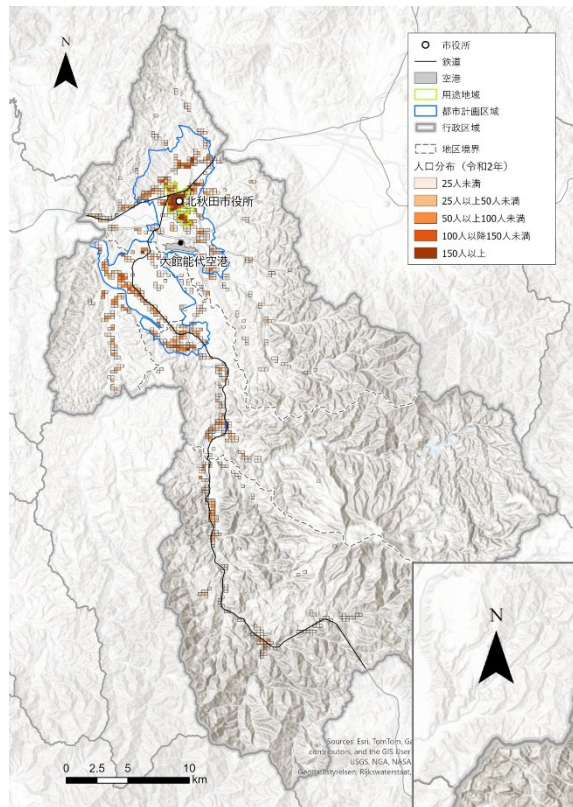 N
市役所
鉄道
空港
用途地域
都市計画区域
行政区域
地区境界
人口分布（令和2年）
25人未満
25人以上50人未満
50人以上100人未満
100人以降150人未満
150人以上
北秋田市役所
大館能代空港
N
Sources: Esri, TomTom, Ga
contributors, and the GIS User
USGS, NGA, NASA
Geodatastyrelsen, Rijkswaterstaat,
0 2.5 5 10
km